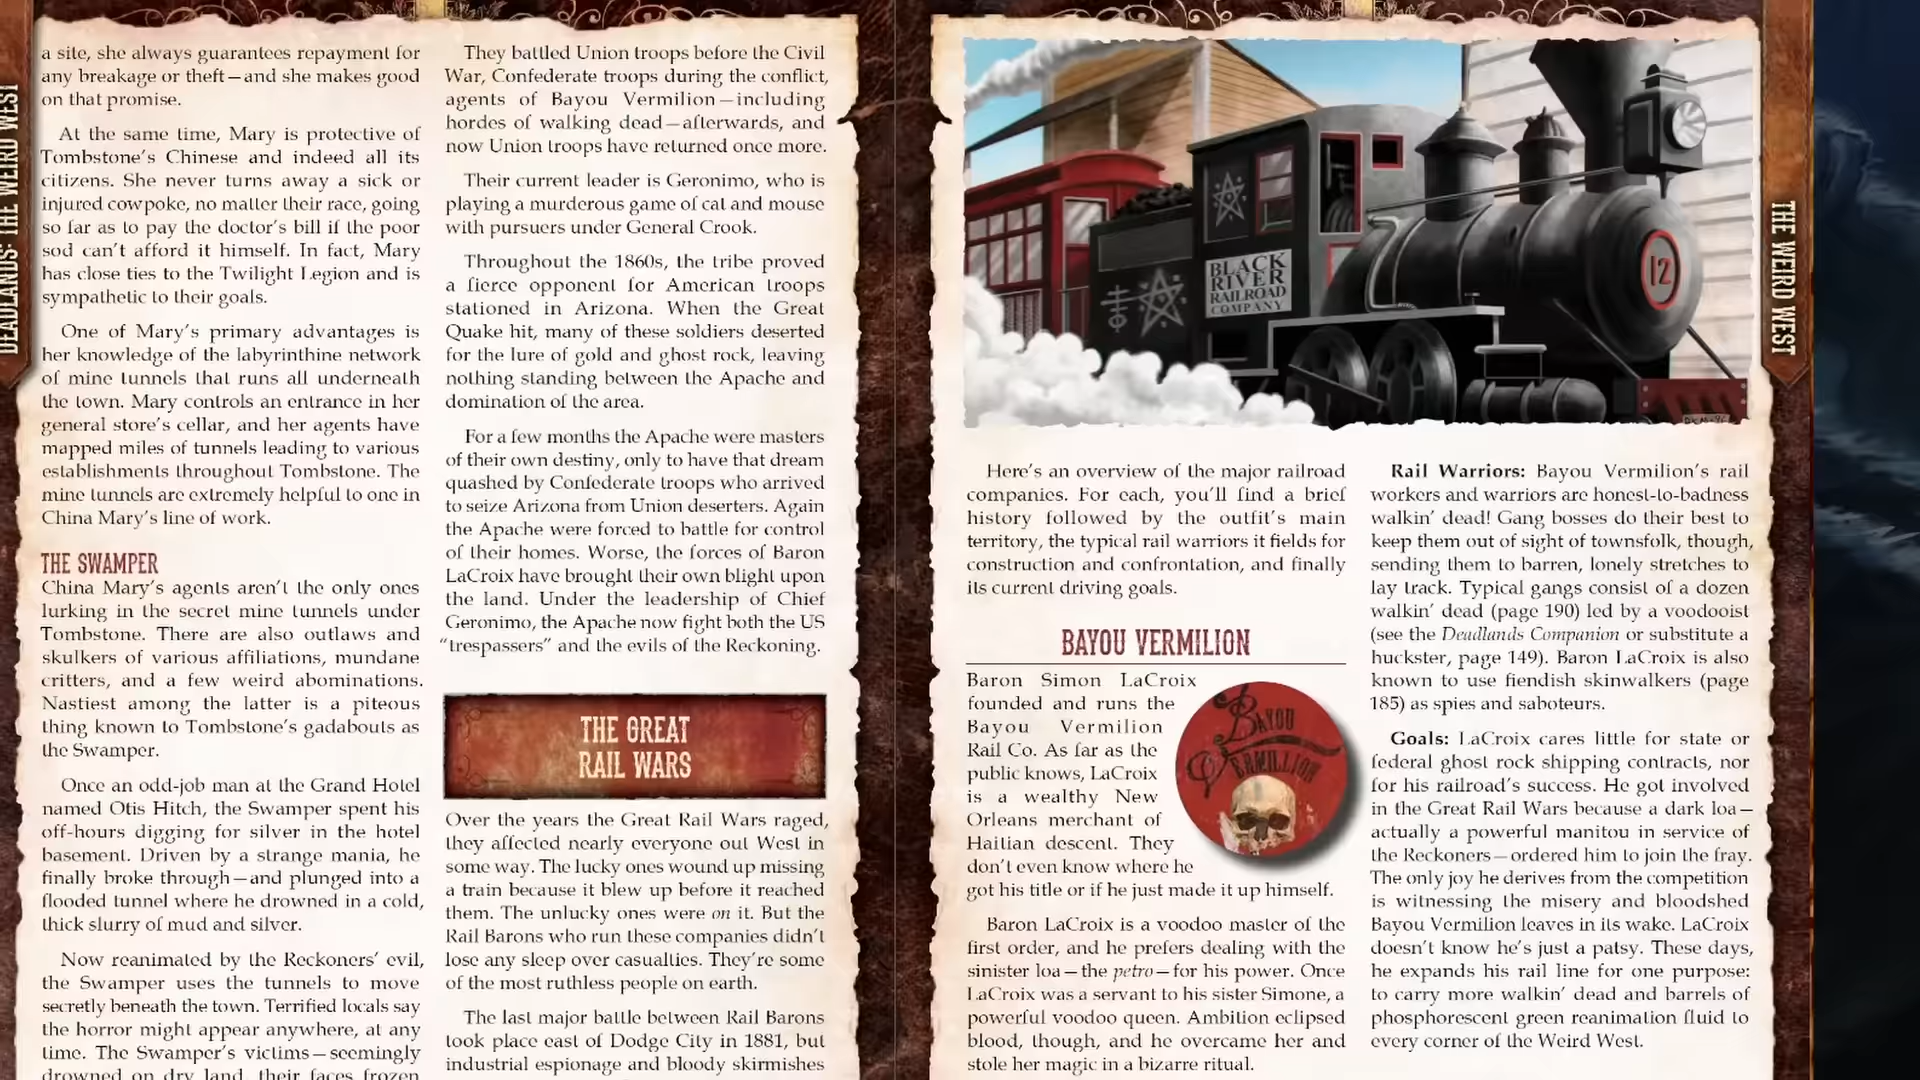 DEADLANDS: THE WEIRD WEST
a site, she always guarantees repayment for
any breakage or theft—and she makes good
on that promise.
At the same time, Mary is protective of
Tombstone's Chinese and indeed all its
citizens. She never turns away a sick or
injured cowpoke, no matter their race, going
so far as to pay the doctor's bill if the poor
sod can't afford it himself. In fact, Mary
has close ties to the Twilight Legion and is
sympathetic to their goals.
One of Mary's primary advantages is
her knowledge of the labyrinthine network
of mine tunnels that runs all underneath
the town. Mary controls an entrance in her
general store's cellar, and her agents have
mapped miles of tunnels leading to various
establishments throughout Tombstone. The
mine tunnels are extremely helpful to one in
China Mary's line of work.
THE SWAMPER
China Mary's agents aren't the only ones
lurking in the secret mine tunnels under
Tombstone. There are also outlaws and
skulkers of various affiliations, mundane
critters, and a few weird abominations.
Nastiest among the latter is a piteous
thing known to Tombstone's gadabouts as
the Swamper.
Once an odd-job man at the Grand Hotel
named Otis Hitch, the Swamper spent his
off-hours digging for silver in the hotel
basement. Driven by a strange mania, he
finally broke through—and plunged into a
flooded tunnel where he drowned in a cold,
thick slurry of mud and silver.
Now reanimated by the Reckoners' evil,
the Swamper uses the tunnels to move
secretly beneath the town. Terrified locals say
the horror might appear anywhere, at any
time. The Swamper's victims—seemingly
drowned on dry land, their faces frozen
They battled Union troops before the Civil
War, Confederate troops during the conflict,
agents of Bayou Vermilion—including
hordes of walking dead—afterwards, and
now Union troops have returned once more.
Their current leader is Geronimo, who is
playing a murderous game of cat and mouse
with pursuers under General Crook.
Throughout the 1860s, the tribe proved
a fierce opponent for American troops
stationed in Arizona. When the Great
Quake hit, many of these soldiers deserted
for the lure of gold and ghost rock, leaving
nothing standing between the Apache and
domination of the area.
For a few months the Apache were masters
of their own destiny, only to have that dream
quashed by Confederate troops who arrived
to seize Arizona from Union deserters. Again
the Apache were forced to battle for control
of their homes. Worse, the forces of Baron
LaCroix have brought their own blight upon
the land. Under the leadership of Chief
Geronimo, the Apache now fight both the US
"trespassers" and the evils of the Reckoning.
THE GREAT
RAIL WARS
Over the years the Great Rail Wars raged,
they affected nearly everyone out West in
some way. The lucky ones wound up missing
a train because it blew up before it reached
them. The unlucky ones were on it. But the
Rail Barons who run these companies didn't
lose any sleep over casualties. They're some
of the most ruthless people on earth.
The last major battle between Rail Barons
took place east of Dodge City in 1881, but
industrial espionage and bloody skirmishes
BLACK
RIVER
RAILROAD
COMPANY
12
THE WEIRD WEST
Here's an overview of the major railroad
companies. For each, you'll find a brief
history followed by the outfit's main
territory, the typical rail warriors it fields for
construction and confrontation, and finally
its current driving goals.
BAYOU VERMILION
Baron Simon LaCroix
founded and runs the
Bayou Vermilion
Rail Co. As far as the
public knows, LaCroix
is a wealthy New
Orleans merchant of
Haitian descent. They
don't even know where he
got his title or if he just made it up himself.
BAYOU
VERMILLION
Baron LaCroix is a voodoo master of the
first order, and he prefers dealing with the
sinister loa—the petro—for his power. Once
LaCroix was a servant to his sister Simone, a
powerful voodoo queen. Ambition eclipsed
blood, though, and he overcame her and
stole her magic in a bizarre ritual.
Rail Warriors: Bayou Vermilion's rail
workers and warriors are honest-to-badness
walkin' dead! Gang bosses do their best to
keep them out of sight of townsfolk, though,
sending them to barren, lonely stretches to
lay track. Typical gangs consist of a dozen
walkin' dead (page 190) led by a voodooist
(see the Deadlands Companion or substitute a
huckster, page 149). Baron LaCroix is also
known to use fiendish skinwalkers (page
185) as spies and saboteurs.
Goals: LaCroix cares little for state or
federal ghost rock shipping contracts, nor
for his railroad's success. He got involved
in the Great Rail Wars because a dark loa—
actually a powerful manitou in service of
the Reckoners—ordered him to join the fray.
The only joy he derives from the competition
is witnessing the misery and bloodshed
Bayou Vermilion leaves in its wake. LaCroix
doesn't know he's just a patsy. These days,
he expands his rail line for one purpose:
to carry more walkin' dead and barrels of
phosphorescent green reanimation fluid to
every corner of the Weird West.